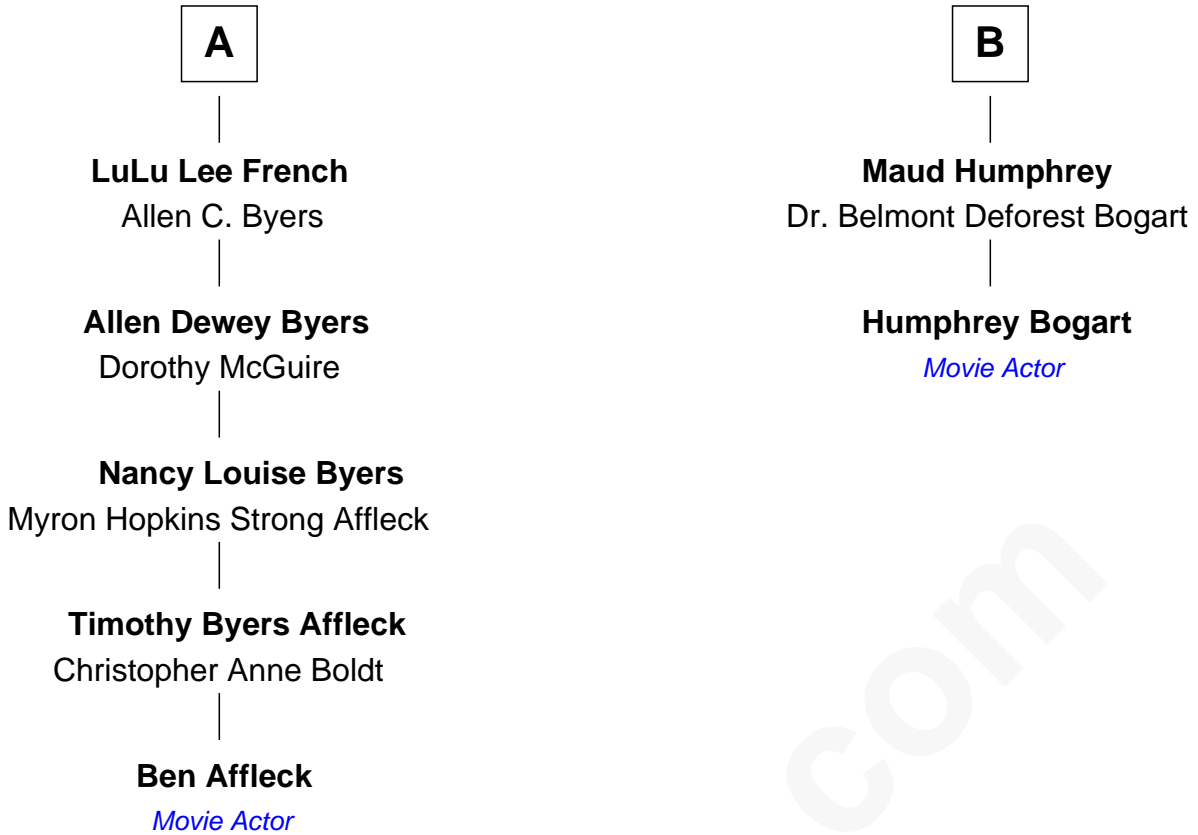 A
LuLu Lee French
Allen C. Byers
Allen Dewey Byers
Dorothy McGuire
Nancy Louise Byers
Myron Hopkins Strong Affleck
Timothy Byers Affleck
Christopher Anne Boldt
Ben Affleck
Movie Actor
B
Maud Humphrey
Dr. Belmont Deforest Bogart
Humphrey Bogart
Movie Actor
com